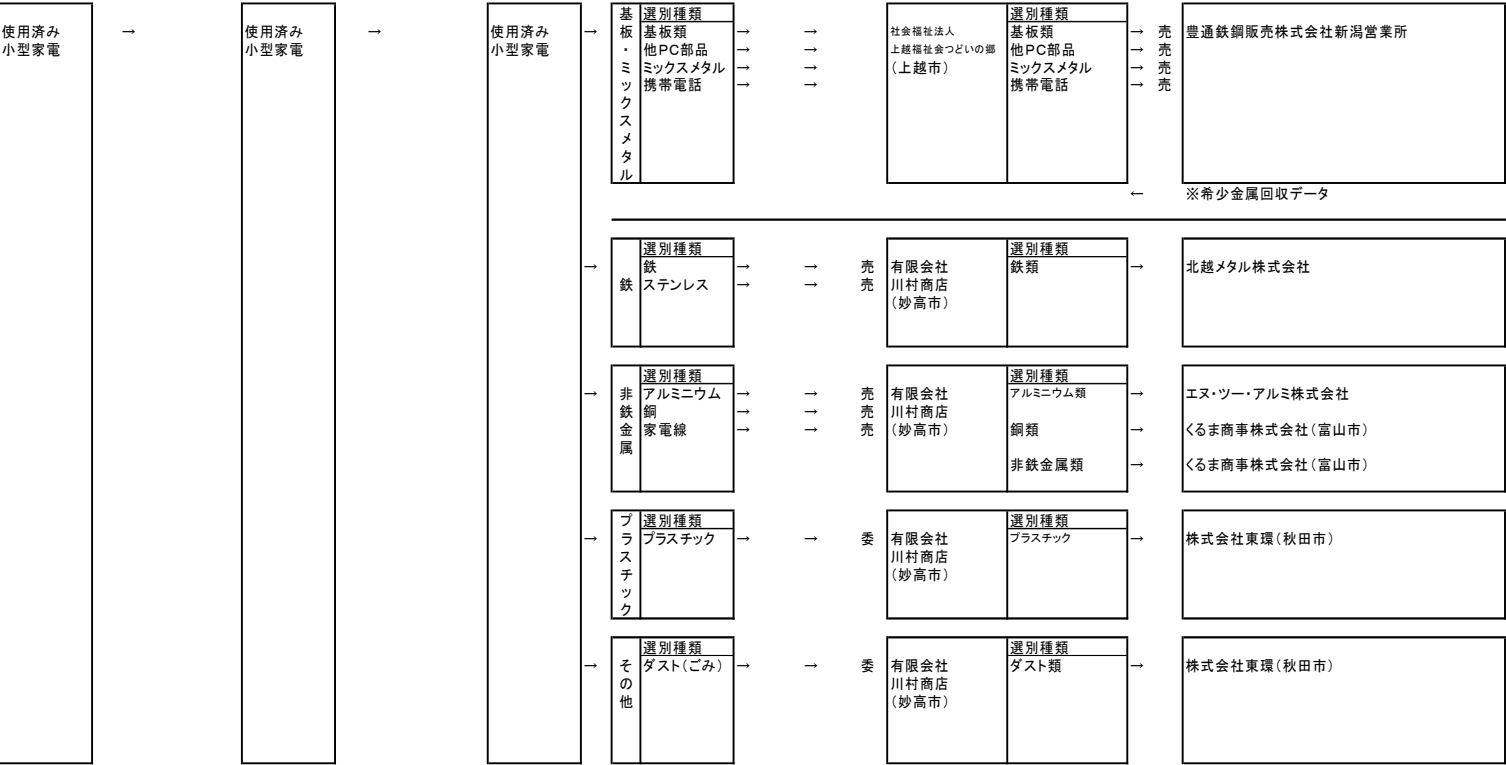 使用済み
小型家電
→
使用済み
小型家電
→
使用済み
小型家電
→
基板・ミックスメタル
選別種類
基板類 → →
他PC部品 → →
ミックスメタル → →
携帯電話 → →
社会福祉法人
上越福祉会つどいの郷
(上越市)
選別種類
基板類 → 売
他PC部品 → 売
ミックスメタル → 売
携帯電話 → 売
豊通鉄鋼販売株式会社新潟営業所
← ※希少金属回収データ
→
鉄
選別種類
鉄 → → 売
ステンレス → → 売
有限会社
川村商店
(妙高市)
選別種類
鉄類 →
北越メタル株式会社
→
非鉄金属
選別種類
アルミニウム → → 売
銅 → → 売
家電線 → → 売
有限会社
川村商店
(妙高市)
選別種類
アルミニウム類 → エヌ・ツー・アルミ株式会社
銅類 → くるま商事株式会社(富山市)
非鉄金属類 → くるま商事株式会社(富山市)
→
プラスチック
選別種類
プラスチック → → 委
有限会社
川村商店
(妙高市)
選別種類
プラスチック →
株式会社東環(秋田市)
→
その他
選別種類
ダスト(ごみ) → → 委
有限会社
川村商店
(妙高市)
選別種類
ダスト類 →
株式会社東環(秋田市)